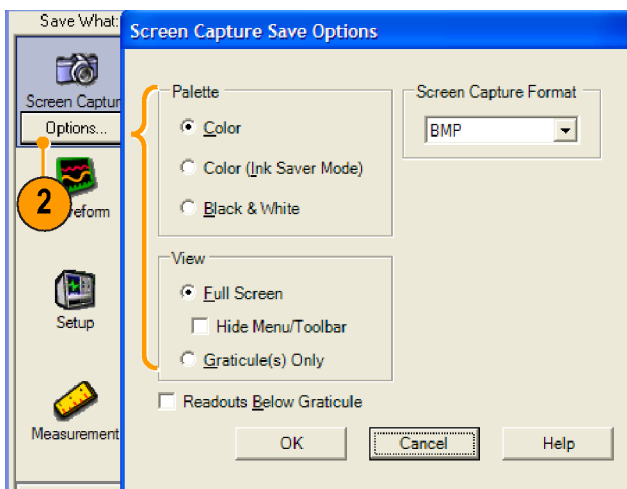 Save What:
Screen Capture Save Options
Screen Captur
Options...
2
eform
Setup
Measurement
Palette
Color
Color (Ink Saver Mode)
Black & White
View
Full Screen
Hide Menu/Toolbar
Graticule(s) Only
Readouts Below Graticule
Screen Capture Format
BMP
OK
Cancel
Help